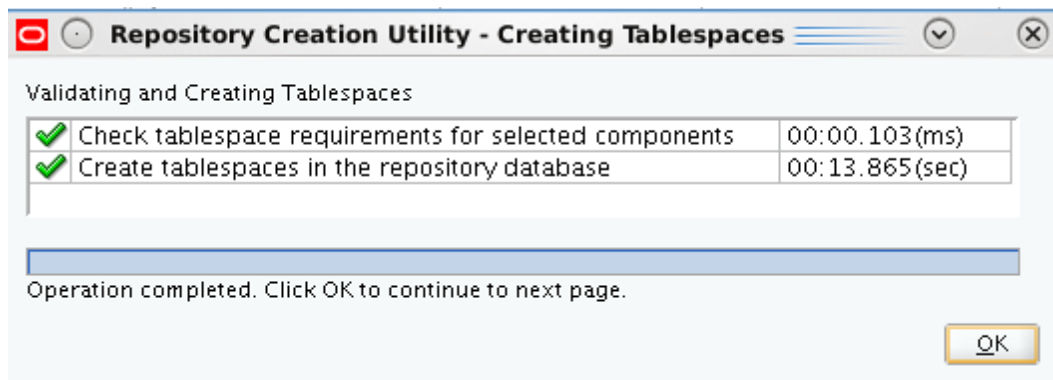 Repository Creation Utility - Creating Tablespaces
Validating and Creating Tablespaces
Check tablespace requirements for selected components 00:00.103(ms)
Create tablespaces in the repository database 00:13.865(sec)
Operation completed. Click OK to continue to next page.
OK